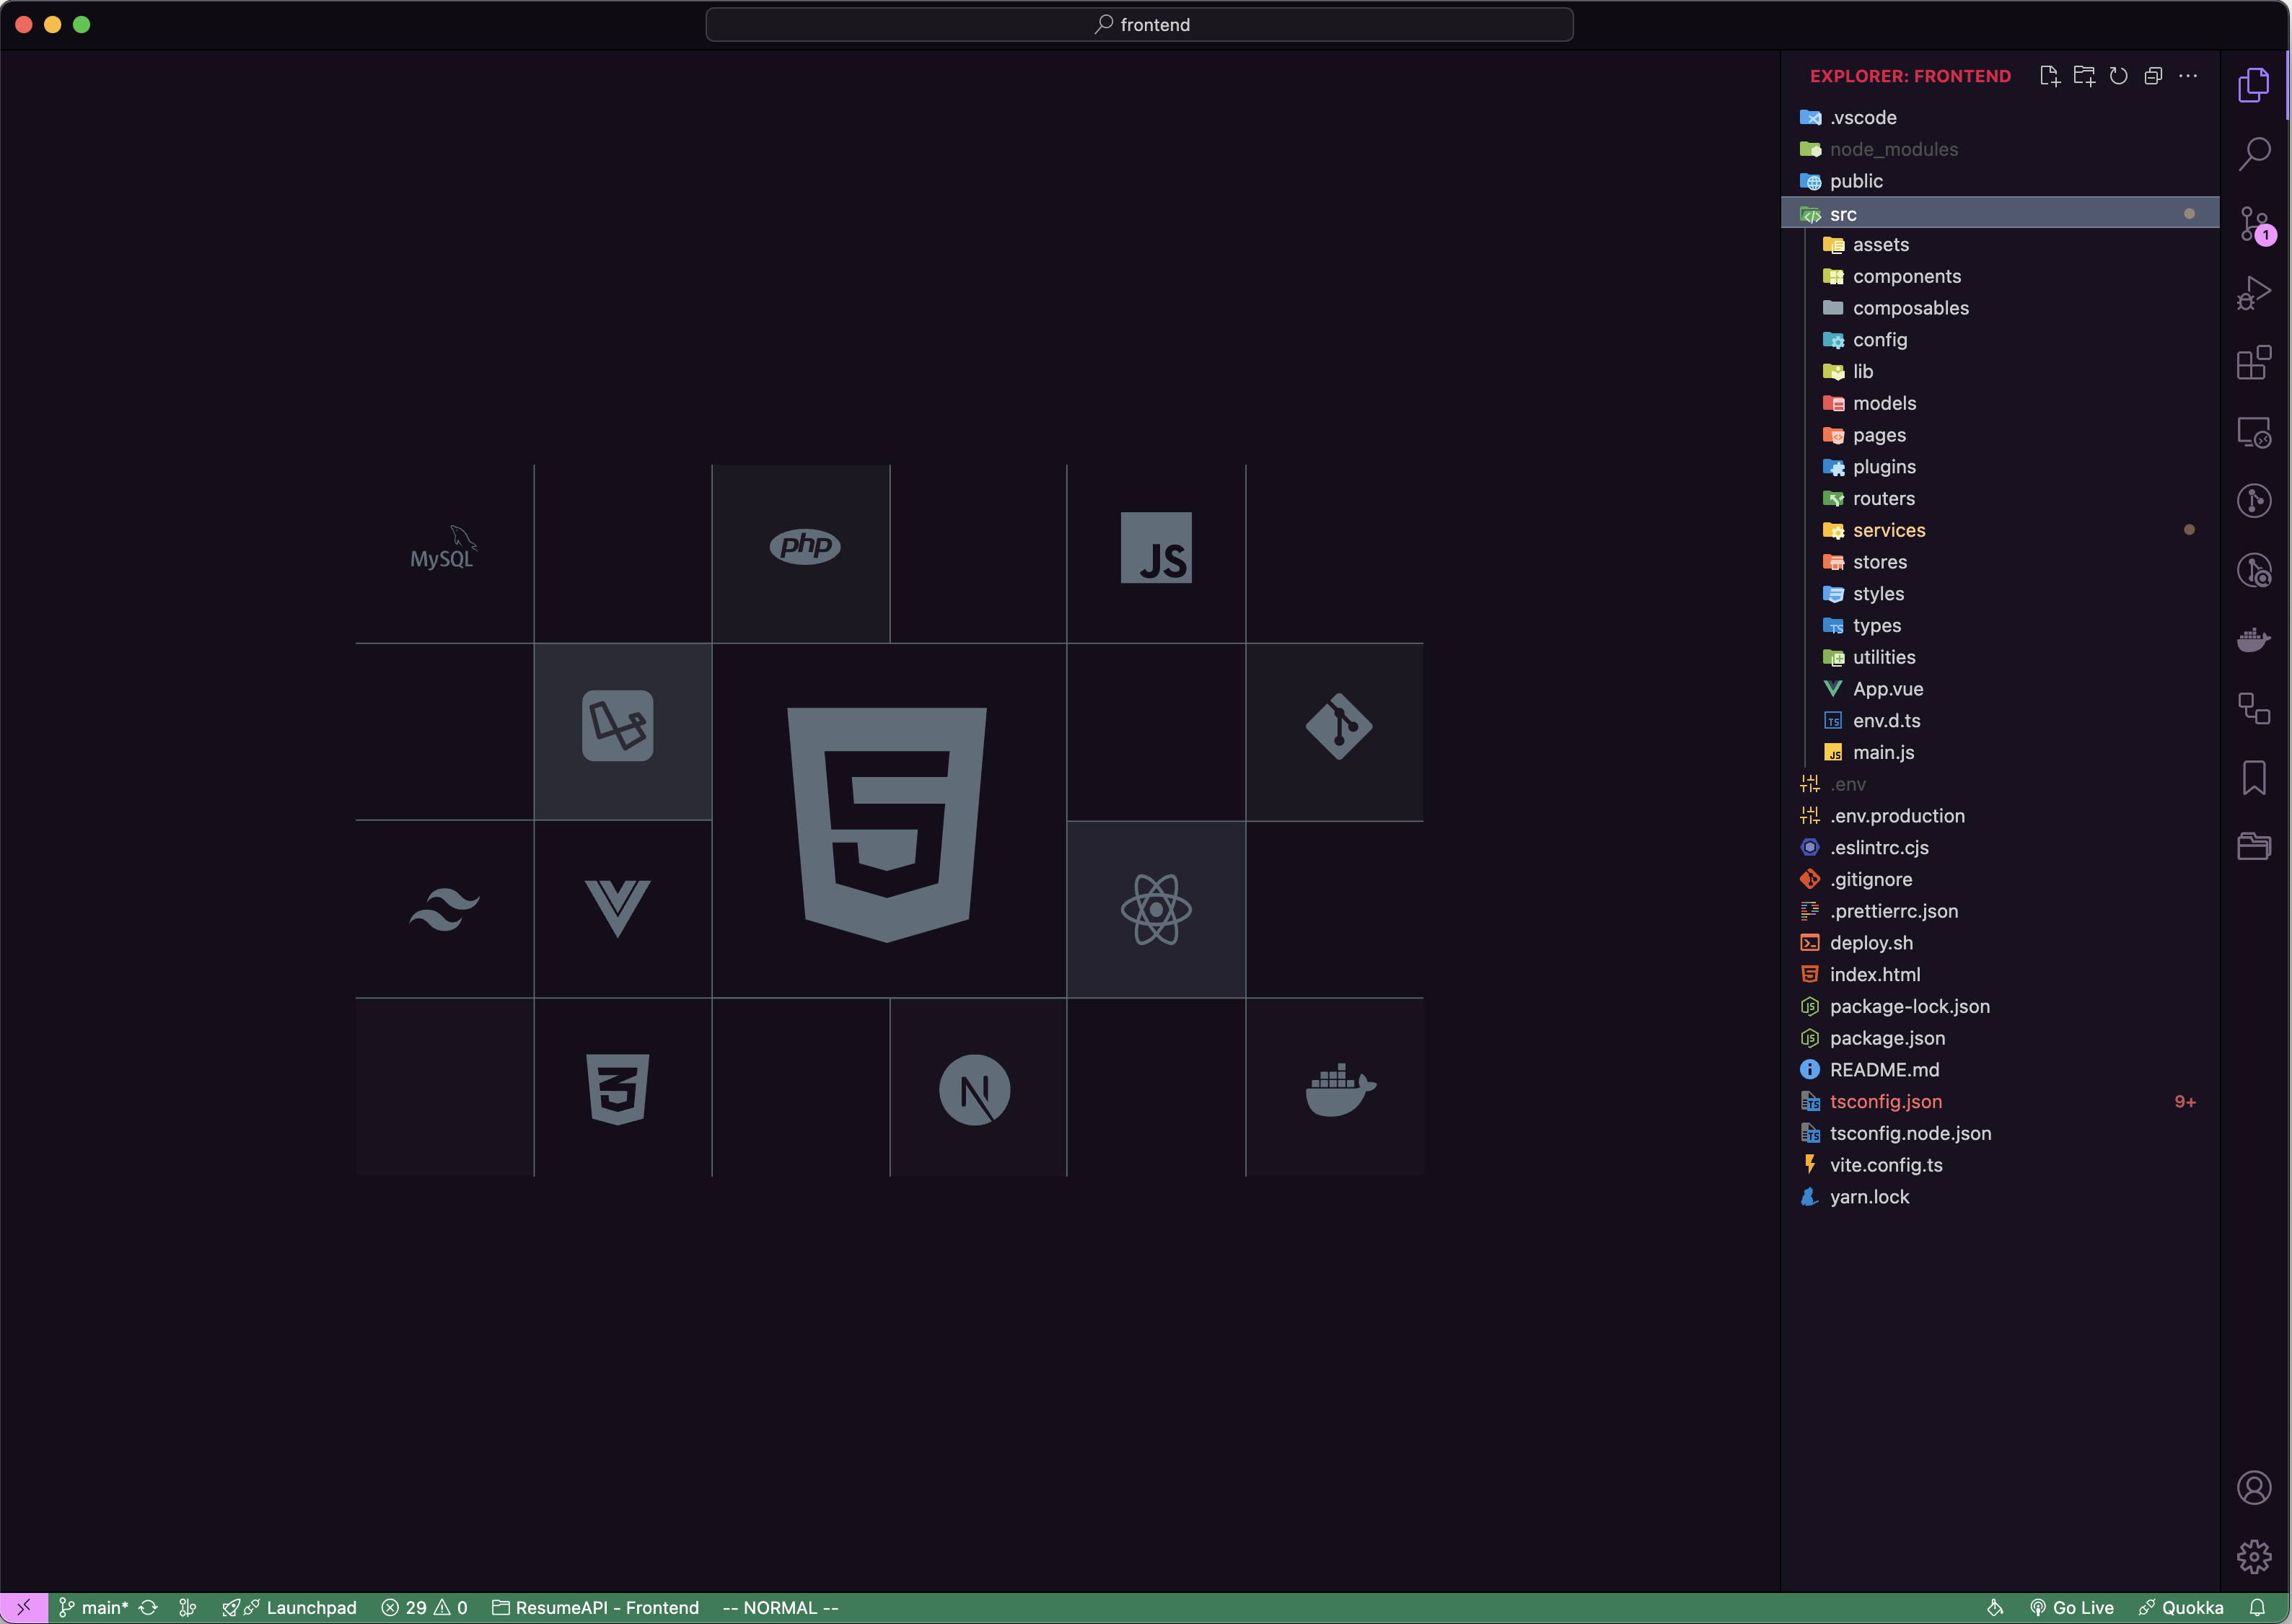 frontend
EXPLORER: FRONTEND
.vscode
node_modules
public
src
assets
components
composables
config
lib
models
pages
plugins
routers
services
stores
styles
types
utilities
App.vue
env.d.ts
main.js
.env
.env.production
.eslintrc.cjs
.gitignore
.prettierrc.json
deploy.sh
index.html
package-lock.json
package.json
README.md
tsconfig.json 9+
tsconfig.node.json
vite.config.ts
yarn.lock
1
MySQL
php
JS
main* Launchpad 29 0 ResumeAPI - Frontend -- NORMAL -- Go Live Quokka